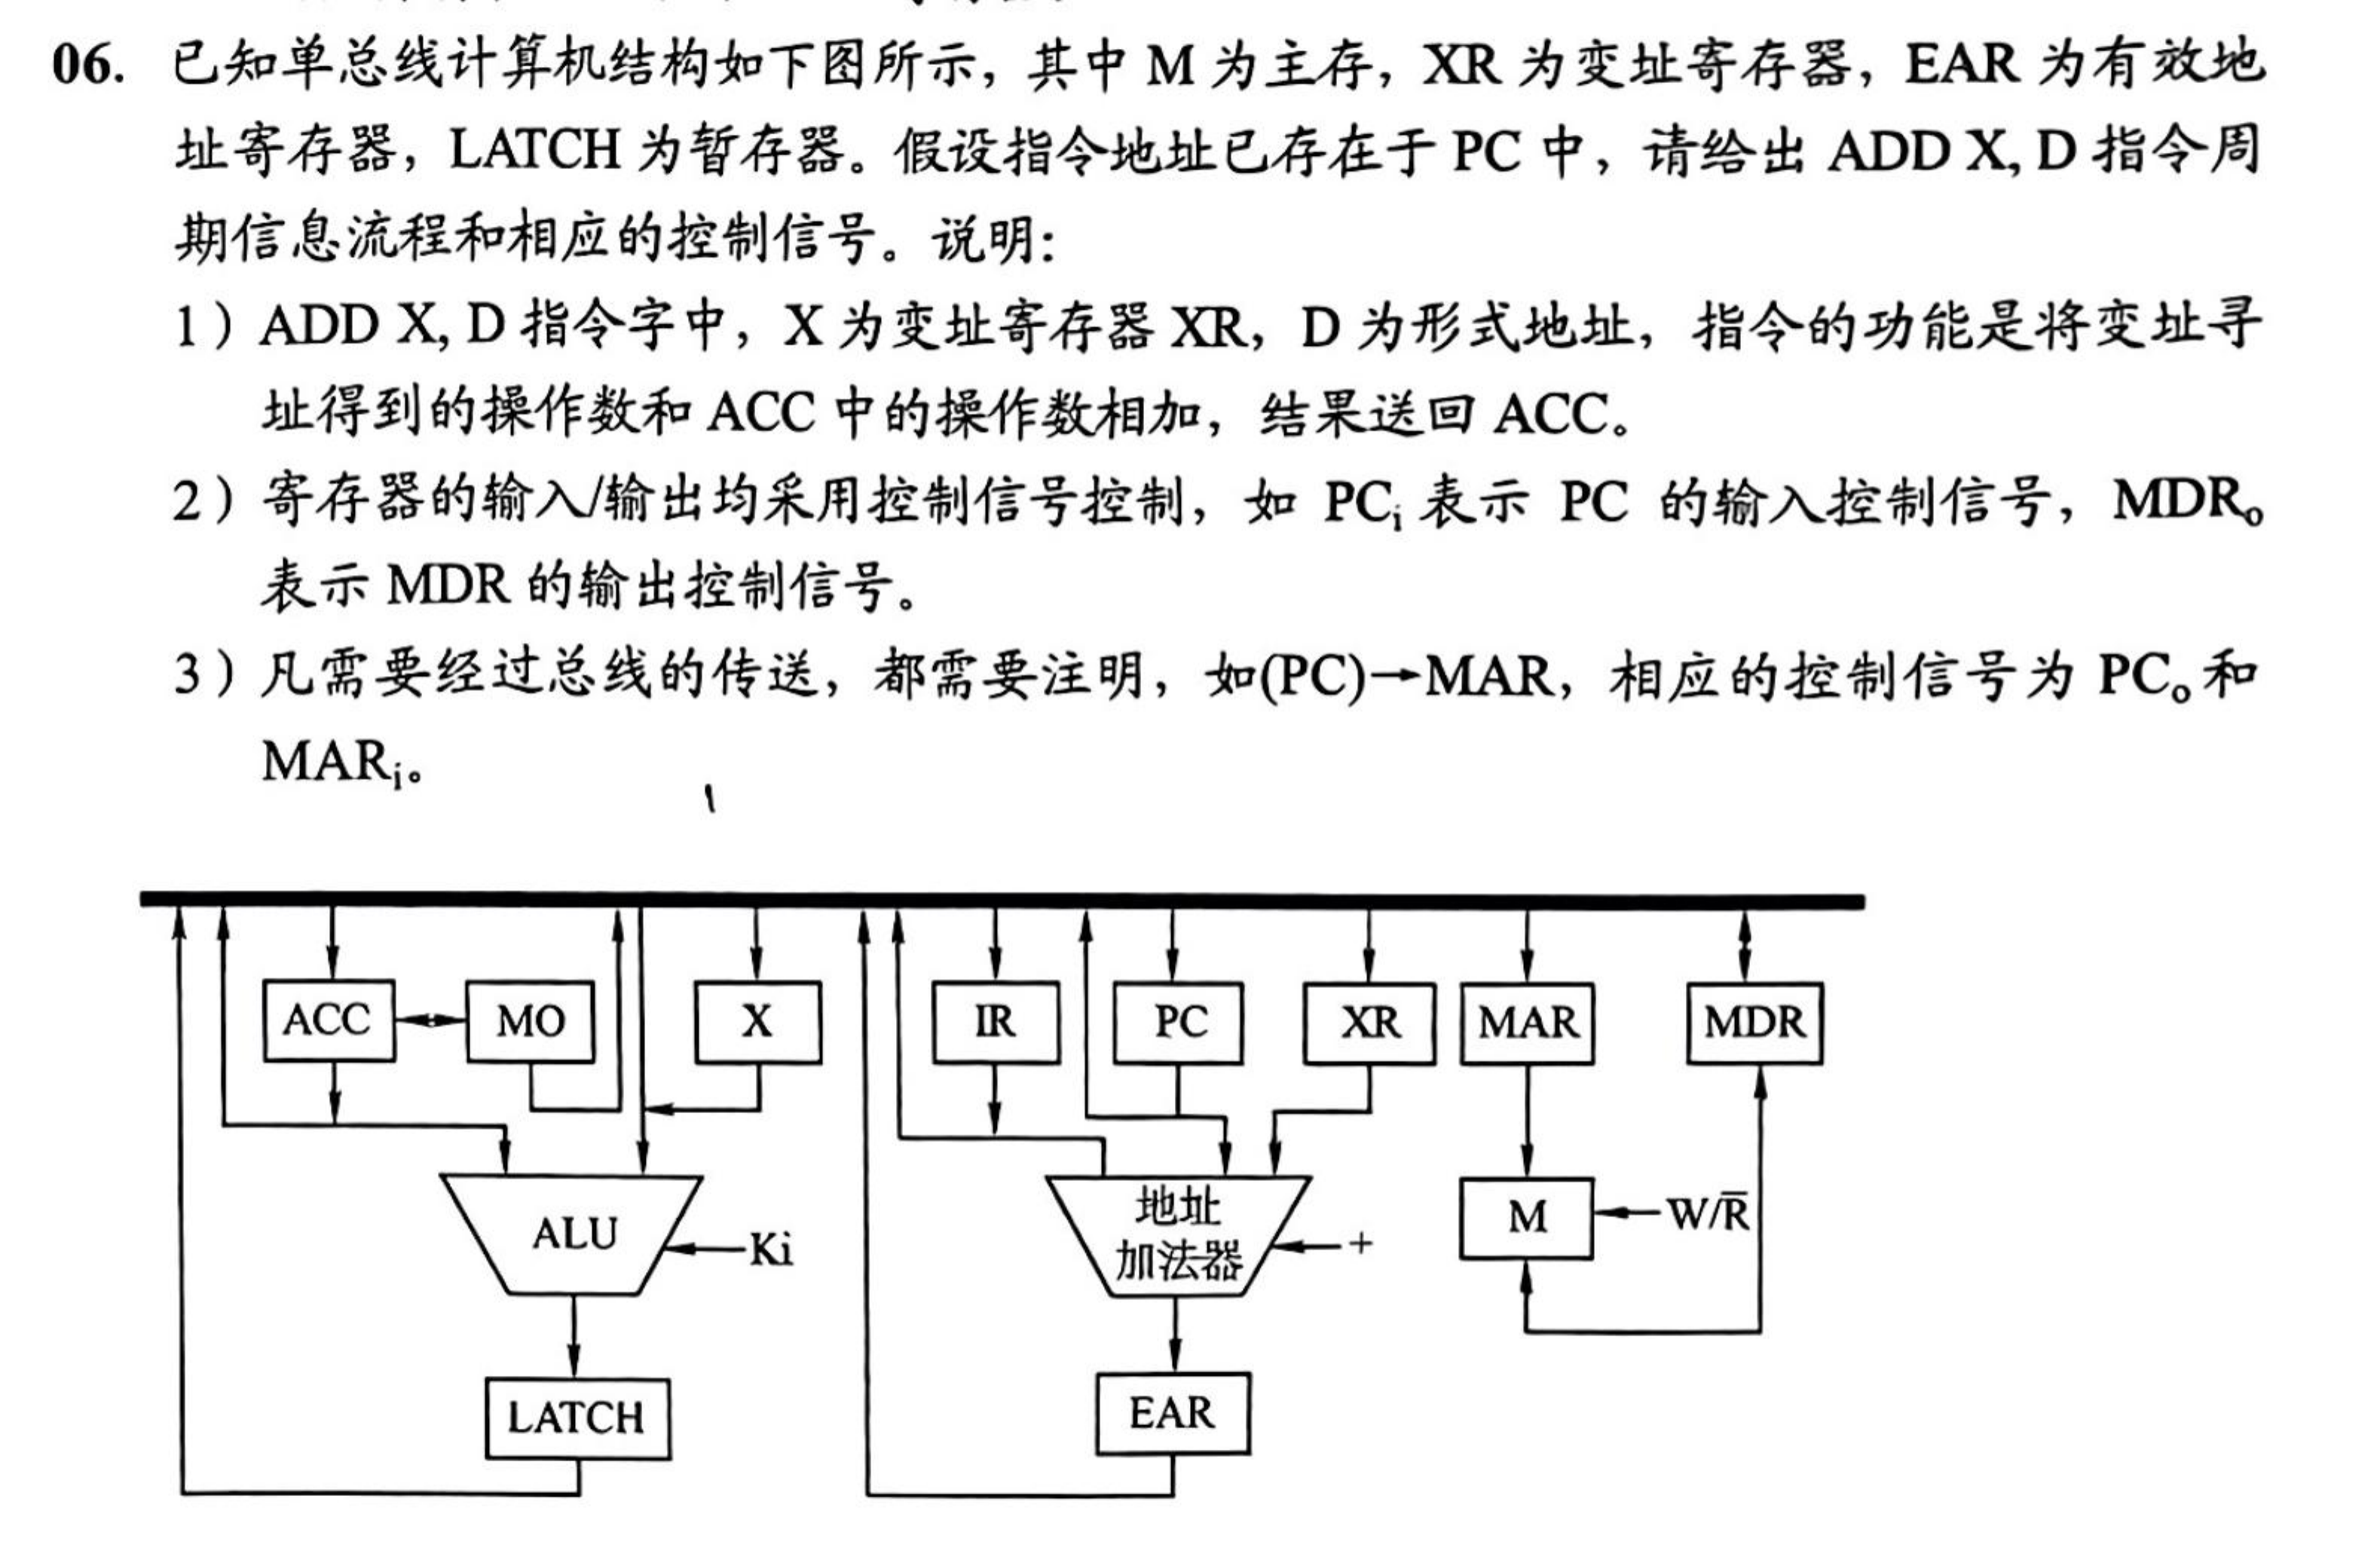 06. 已知单总线计算机结构如下图所示，其中 M 为主存，XR 为变址寄存器，EAR 为有效地
址寄存器，LATCH 为暂存器。假设指令地址已存在于 PC 中，请给出 ADD X, D 指令周
期信息流程和相应的控制信号。说明：
1）ADD X, D 指令字中，X 为变址寄存器 XR，D 为形式地址，指令的功能是将变址寻
址得到的操作数和 ACC 中的操作数相加，结果送回 ACC。
2）寄存器的输入/输出均采用控制信号控制，如 PCi 表示 PC 的输入控制信号，MDRo
表示 MDR 的输出控制信号。
3）凡需要经过总线的传送，都需要注明，如(PC)→MAR，相应的控制信号为 PCo 和
MARi。
ACC MO X IR PC XR MAR MDR
ALU Ki 地址 加法器 + M W/R̅
LATCH EAR